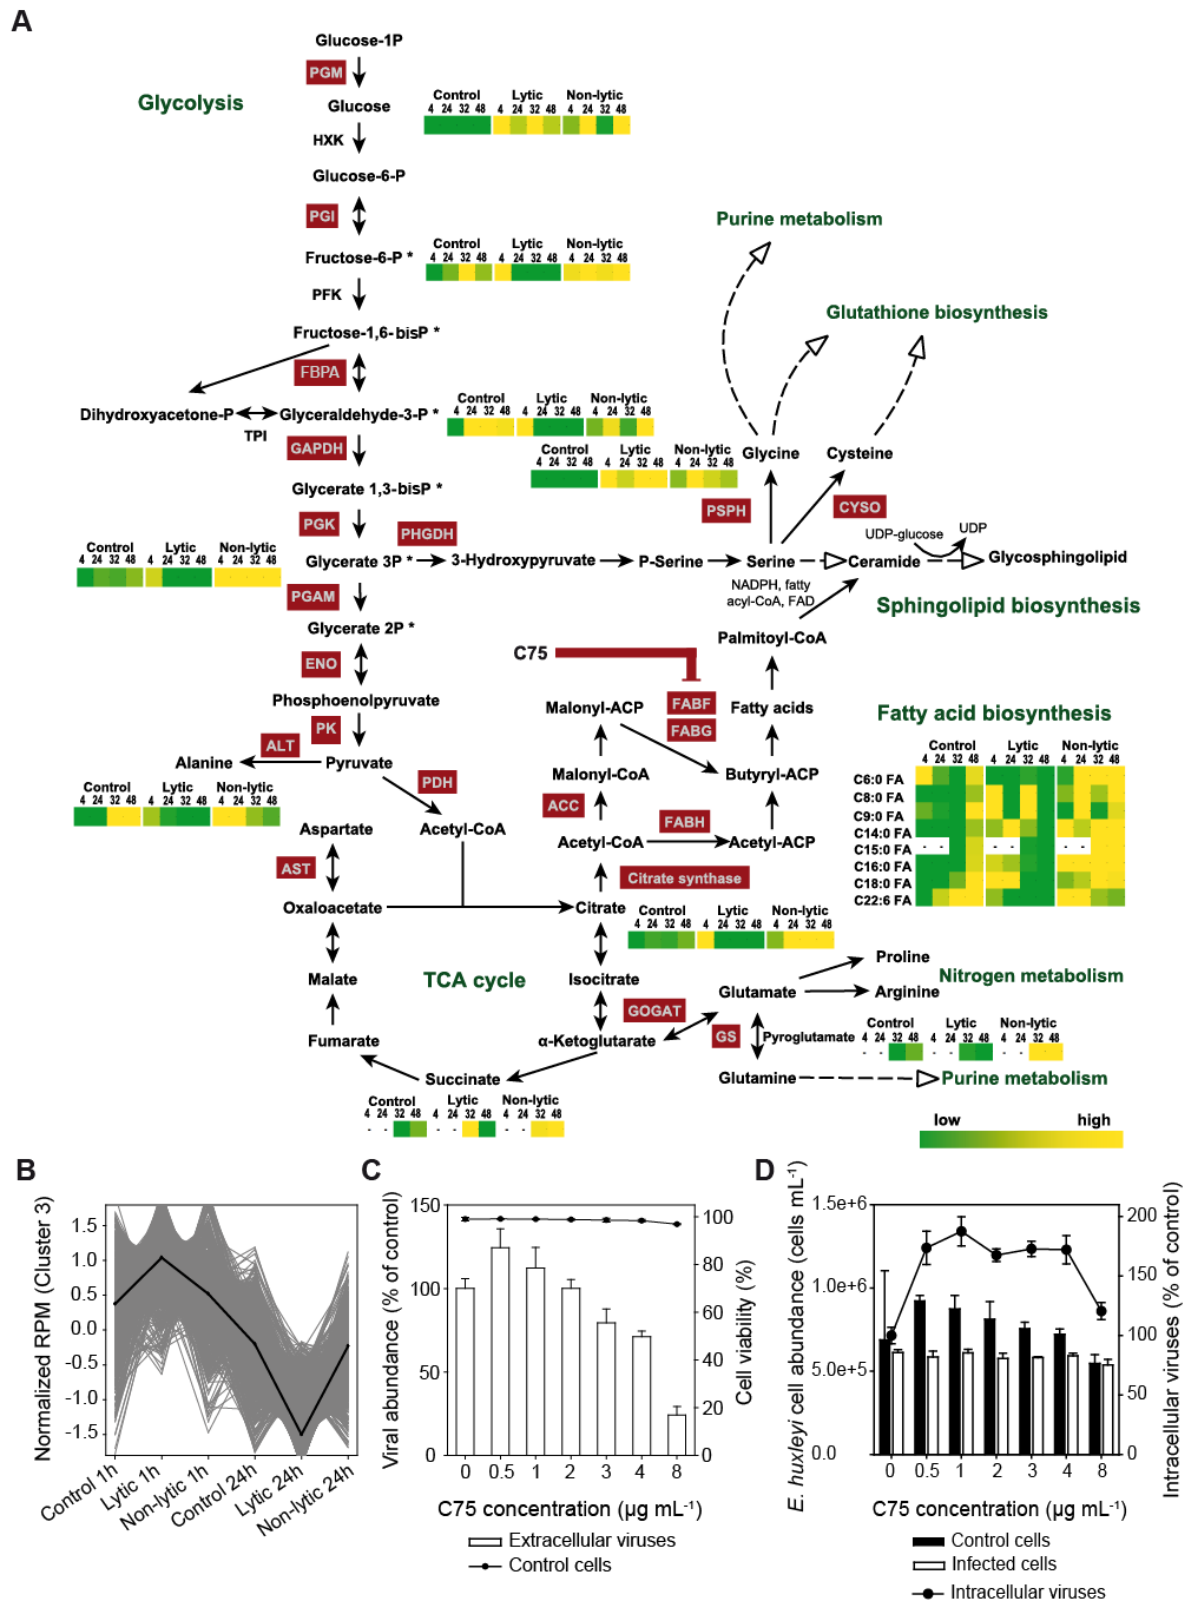 A
Glucose-1P
PGM
Glycolysis
Glucose
Control Lytic Non-lytic
4 24 32 48 4 24 32 48 4 24 32 48
HXK
Glucose-6-P
PGI
Purine metabolism
Fructose-6-P *
Control Lytic Non-lytic
4 24 32 48 4 24 32 48 4 24 32 48
PFK
Glutathione biosynthesis
Fructose-1,6-bisP *
FBPA
Control Lytic Non-lytic
4 24 32 48 4 24 32 48 4 24 32 48
Dihydroxyacetone-P
Glyceraldehyde-3-P *
TPI
GAPDH
Control Lytic Non-lytic
4 24 32 48 4 24 32 48 4 24 32 48
Glycine
Cysteine
Glycerate 1,3-bisP *
PSPH
CYSO
PGK
PHGDH
UDP-glucose
UDP
Control Lytic Non-lytic
4 24 32 48 4 24 32 48 4 24 32 48
Glycerate 3P *
3-Hydroxypyruvate
P-Serine
Serine
Ceramide
Glycosphingolipid
NADPH, fatty
acyl-CoA, FAD
PGAM
Sphingolipid biosynthesis
Glycerate 2P *
Palmitoyl-CoA
C75
ENO
Phosphoenolpyruvate
Malonyl-ACP
FABF
FABG
Fatty acids
Fatty acid biosynthesis
PK
ALT
Control Lytic Non-lytic
4 24 32 48 4 24 32 48 4 24 32 48
Alanine
Pyruvate
PDH
Malonyl-CoA
Butyryl-ACP
C6:0 FA
C8:0 FA
C9:0 FA
C14:0 FA
C15:0 FA - - - - - -
C16:0 FA
C18:0 FA
C22:6 FA
Control Lytic Non-lytic
4 24 32 48 4 24 32 48 4 24 32 48
ACC
FABH
Aspartate
Acetyl-CoA
Acetyl-CoA
Acetyl-ACP
AST
Citrate synthase
Oxaloacetate
Citrate
Control Lytic Non-lytic
4 24 32 48 4 24 32 48 4 24 32 48
Malate
TCA cycle
Isocitrate
Proline
Nitrogen metabolism
Glutamate
Arginine
GOGAT
Fumarate
α-Ketoglutarate
GS
Pyroglutamate
Control Lytic Non-lytic
4 24 32 48 4 24 32 48 4 24 32 48
- - - - - -
Succinate
Glutamine
Purine metabolism
Control Lytic Non-lytic
4 24 32 48 4 24 32 48 4 24 32 48
- - - - - -
low high
B
Normalized RPM (Cluster 3)
1.5
1.0
0.5
0.0
-0.5
-1.0
-1.5
Control 1h
Lytic 1h
Non-lytic 1h
Control 24h
Lytic 24h
Non-lytic 24h
C
Viral abundance (% of control)
150
100
50
0
Cell viability (%)
100
80
60
40
20
0
0 0.5 1 2 3 4 8
C75 concentration (µg mL-1)
Extracellular viruses
Control cells
D
E. huxleyi cell abundance (cells mL-1)
1.5e+6
1.0e+6
5.0e+5
0.0
Intracellular viruses (% of control)
200
150
100
50
0
0 0.5 1 2 3 4 8
C75 concentration (µg mL-1)
Control cells
Infected cells
Intracellular viruses